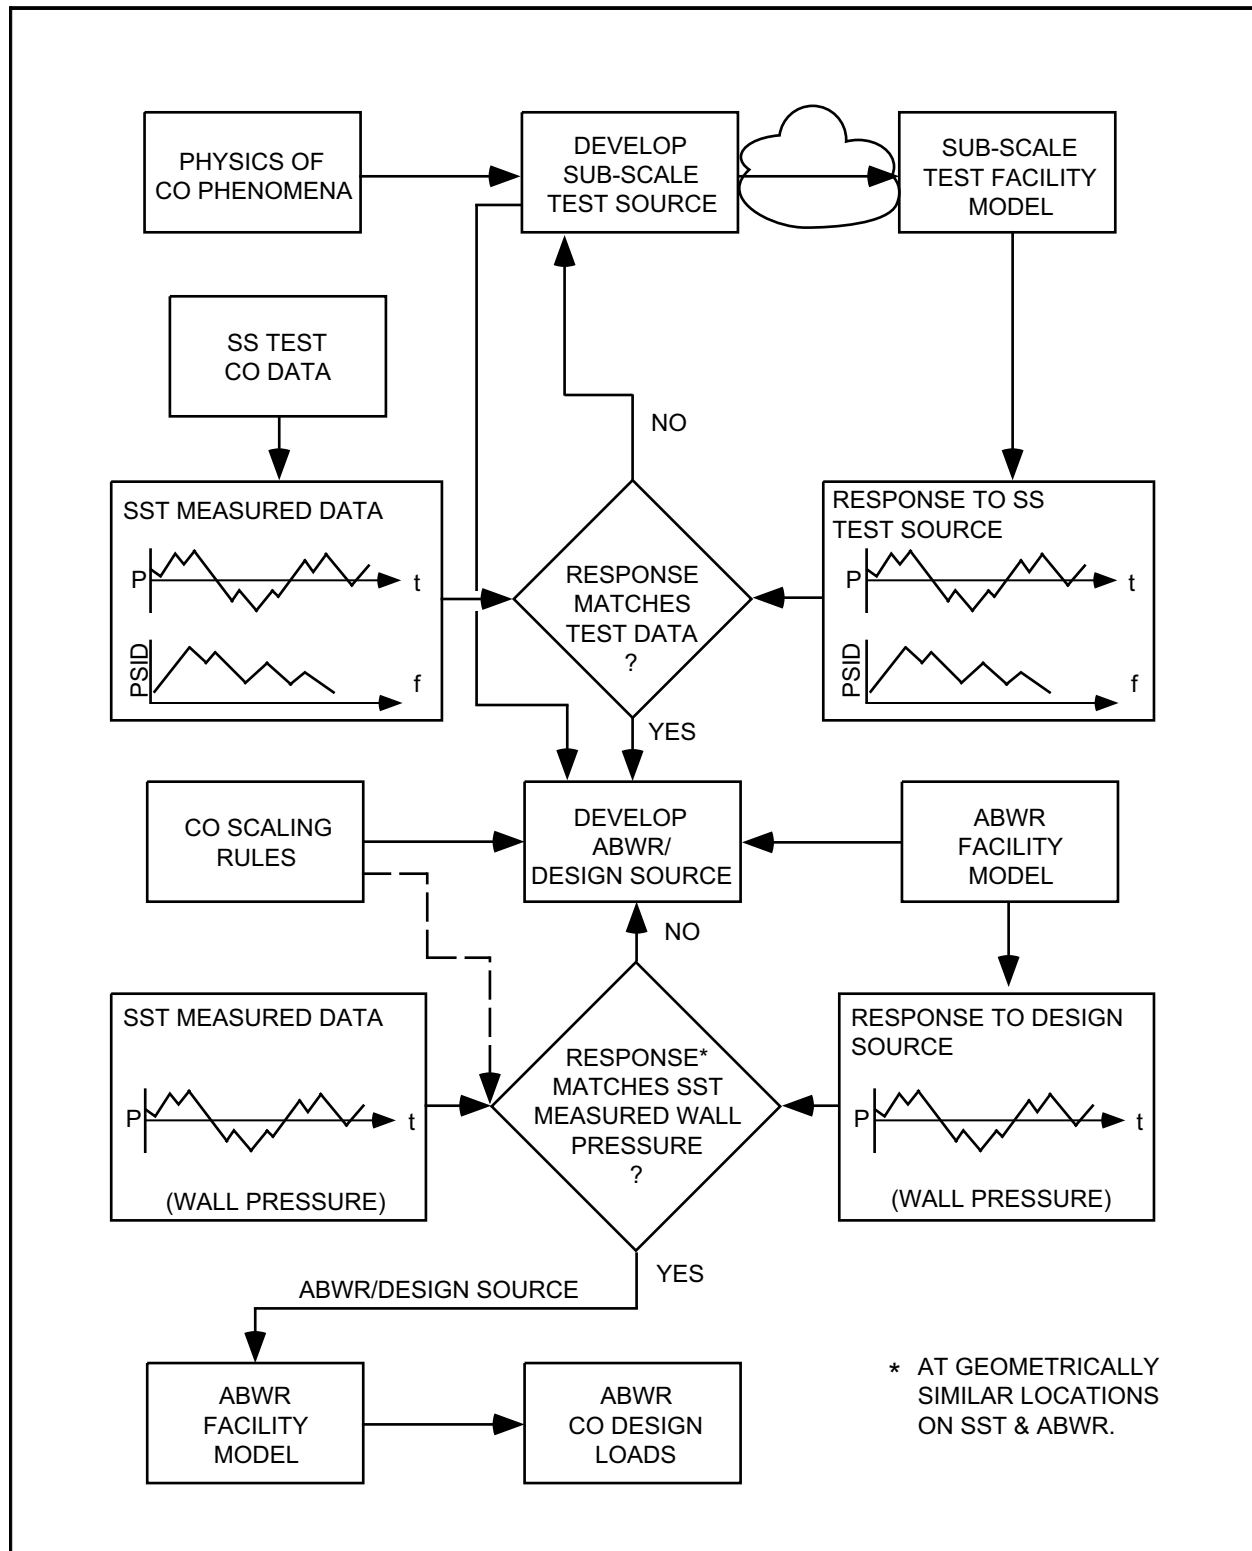 PHYSICS OF
CO PHENOMENA
DEVELOP
SUB-SCALE
TEST SOURCE
SUB-SCALE
TEST FACILITY
MODEL
SS TEST
CO DATA
NO
SST MEASURED DATA
P
t
PSID
f
RESPONSE
MATCHES
TEST DATA
?
RESPONSE TO SS
TEST SOURCE
P
t
PSID
f
YES
CO SCALING
RULES
DEVELOP
ABWR/
DESIGN SOURCE
ABWR
FACILITY
MODEL
NO
SST MEASURED DATA
P
t
(WALL PRESSURE)
RESPONSE*
MATCHES SST
MEASURED WALL
PRESSURE
?
RESPONSE TO DESIGN
SOURCE
P
t
(WALL PRESSURE)
YES
ABWR/DESIGN SOURCE
ABWR
FACILITY
MODEL
ABWR
CO DESIGN
LOADS
* AT GEOMETRICALLY
SIMILAR LOCATIONS
ON SST & ABWR.